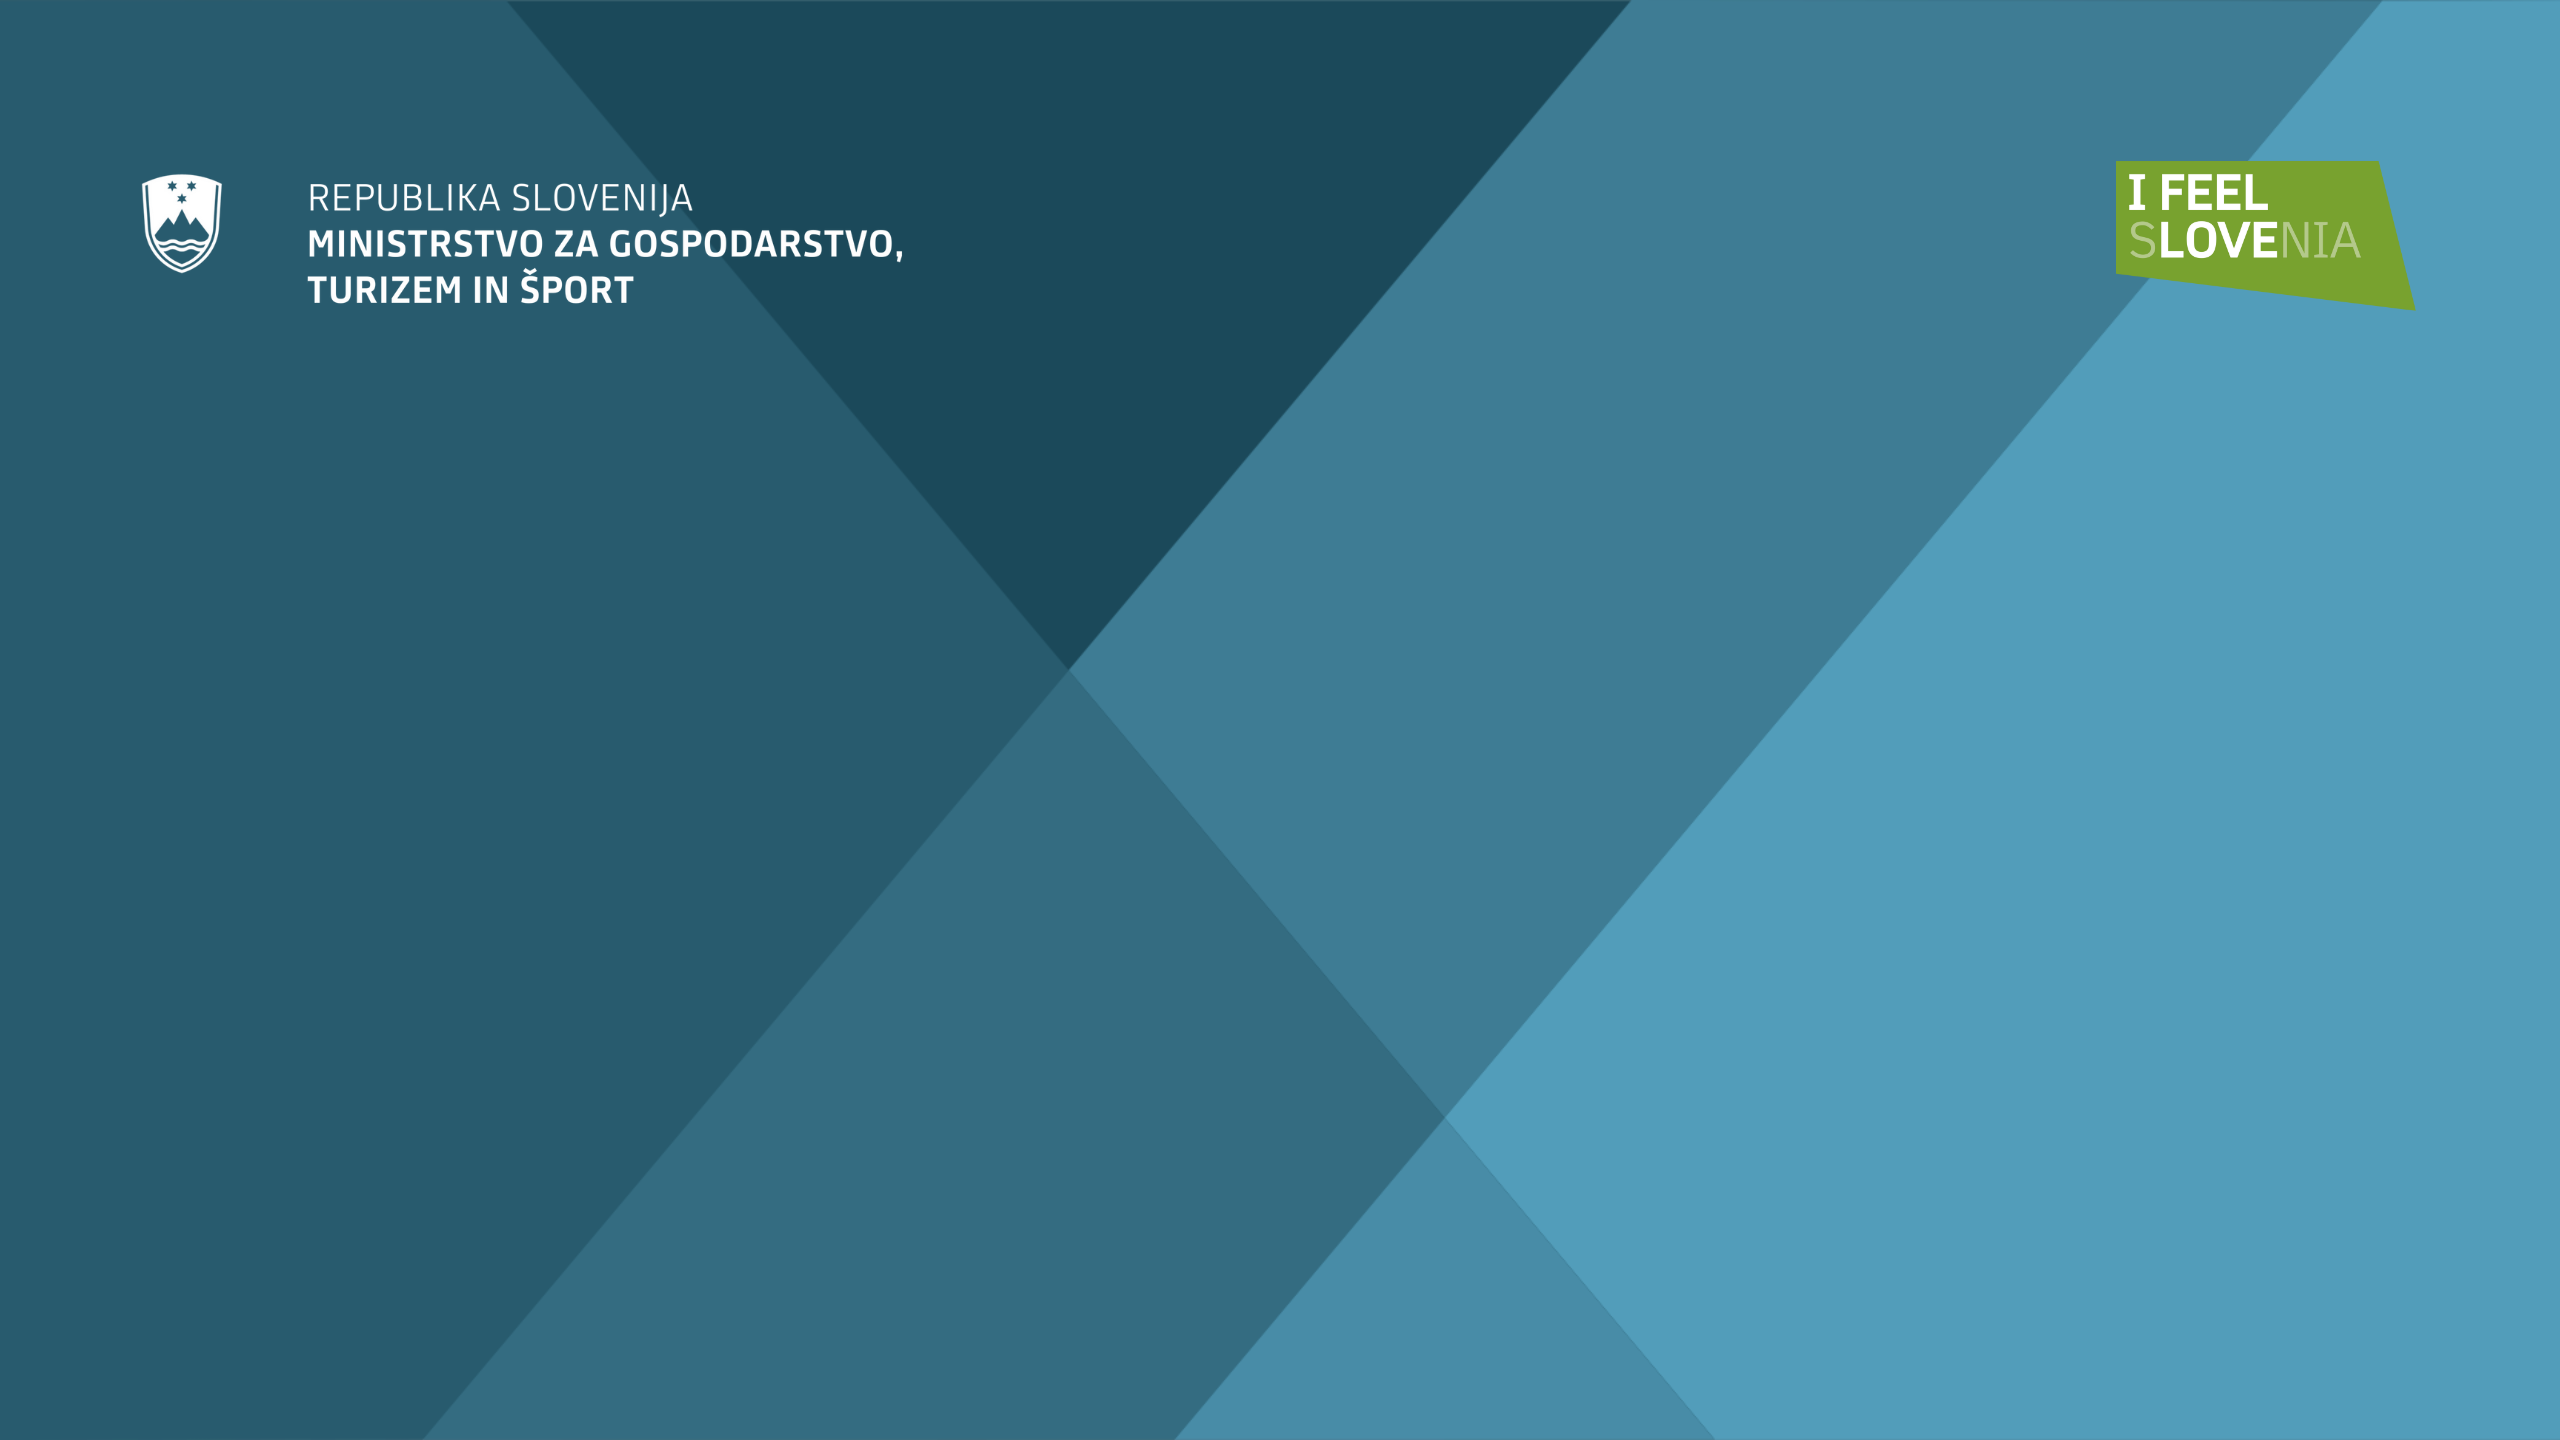 REPUBLIKA SLOVENIJA
MINISTRSTVO ZA GOSPODARSTVO,
TURIZEM IN ŠPORT
I FEEL
SLOVENIA